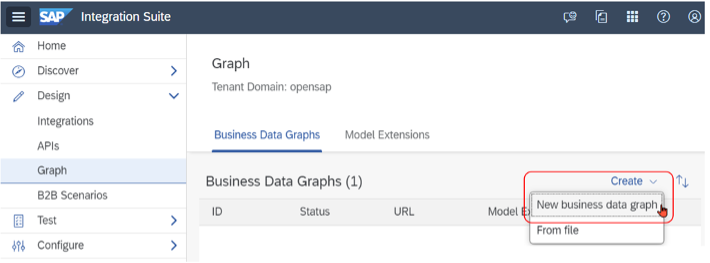 SAP Integration Suite
Home
Discover
Design
Integrations
APIs
Graph
B2B Scenarios
Test
Configure
Graph
Tenant Domain: opensap
Business Data Graphs Model Extensions
Business Data Graphs (1) Create
New business data graph
From file
ID Status URL Model